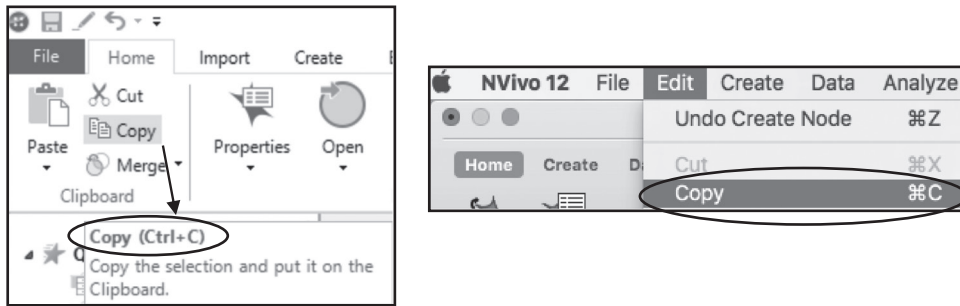 File Home Import Create
Cut
Copy
Paste
Merge
Properties Open
Clipboard
Copy (Ctrl+C)
Copy the selection and put it on the
Clipboard.
NVivo 12 File Edit Create Data Analyze
Undo Create Node ⌘Z
Home Create
Cut ⌘X
Copy ⌘C